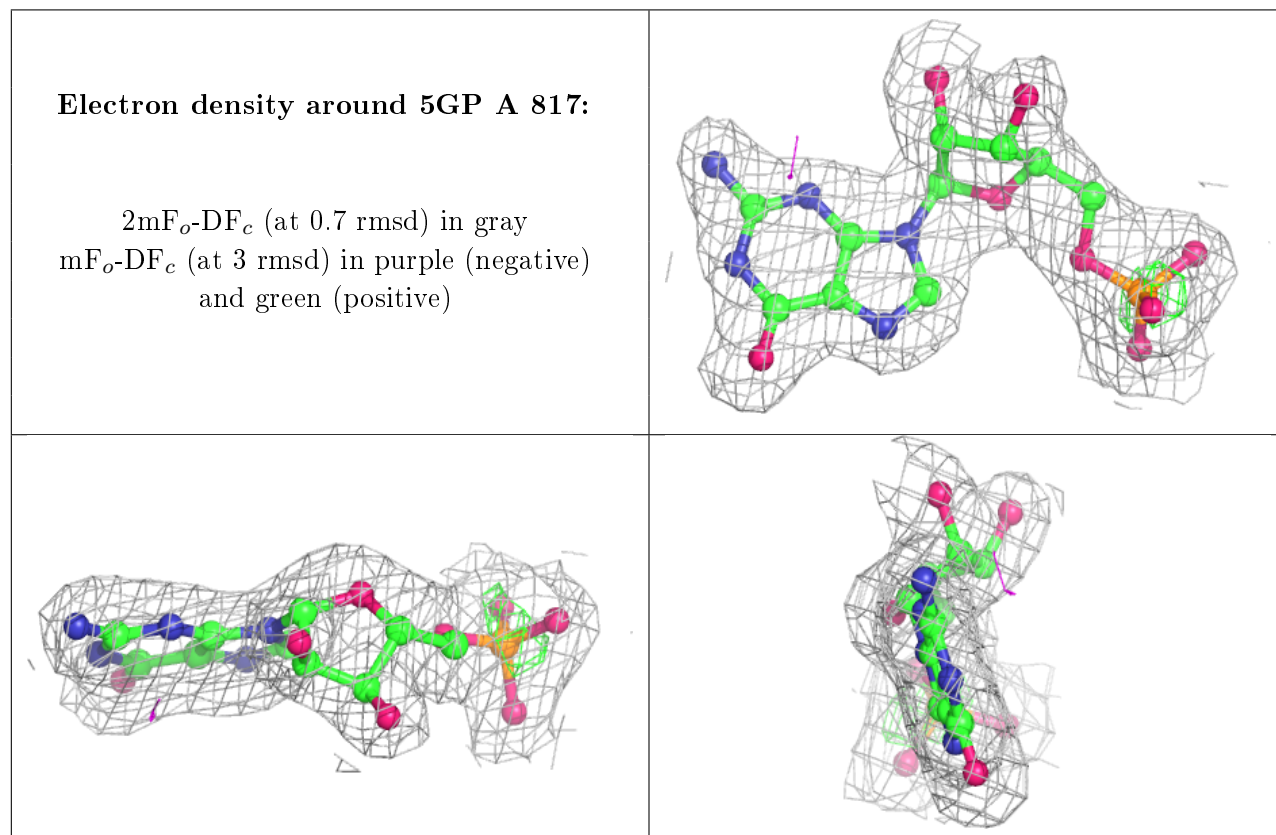 Electron density around 5GP A 817:
2mFₒ-DF𝒸 (at 0.7 rmsd) in gray
mFₒ-DF𝒸 (at 3 rmsd) in purple (negative)
and green (positive)